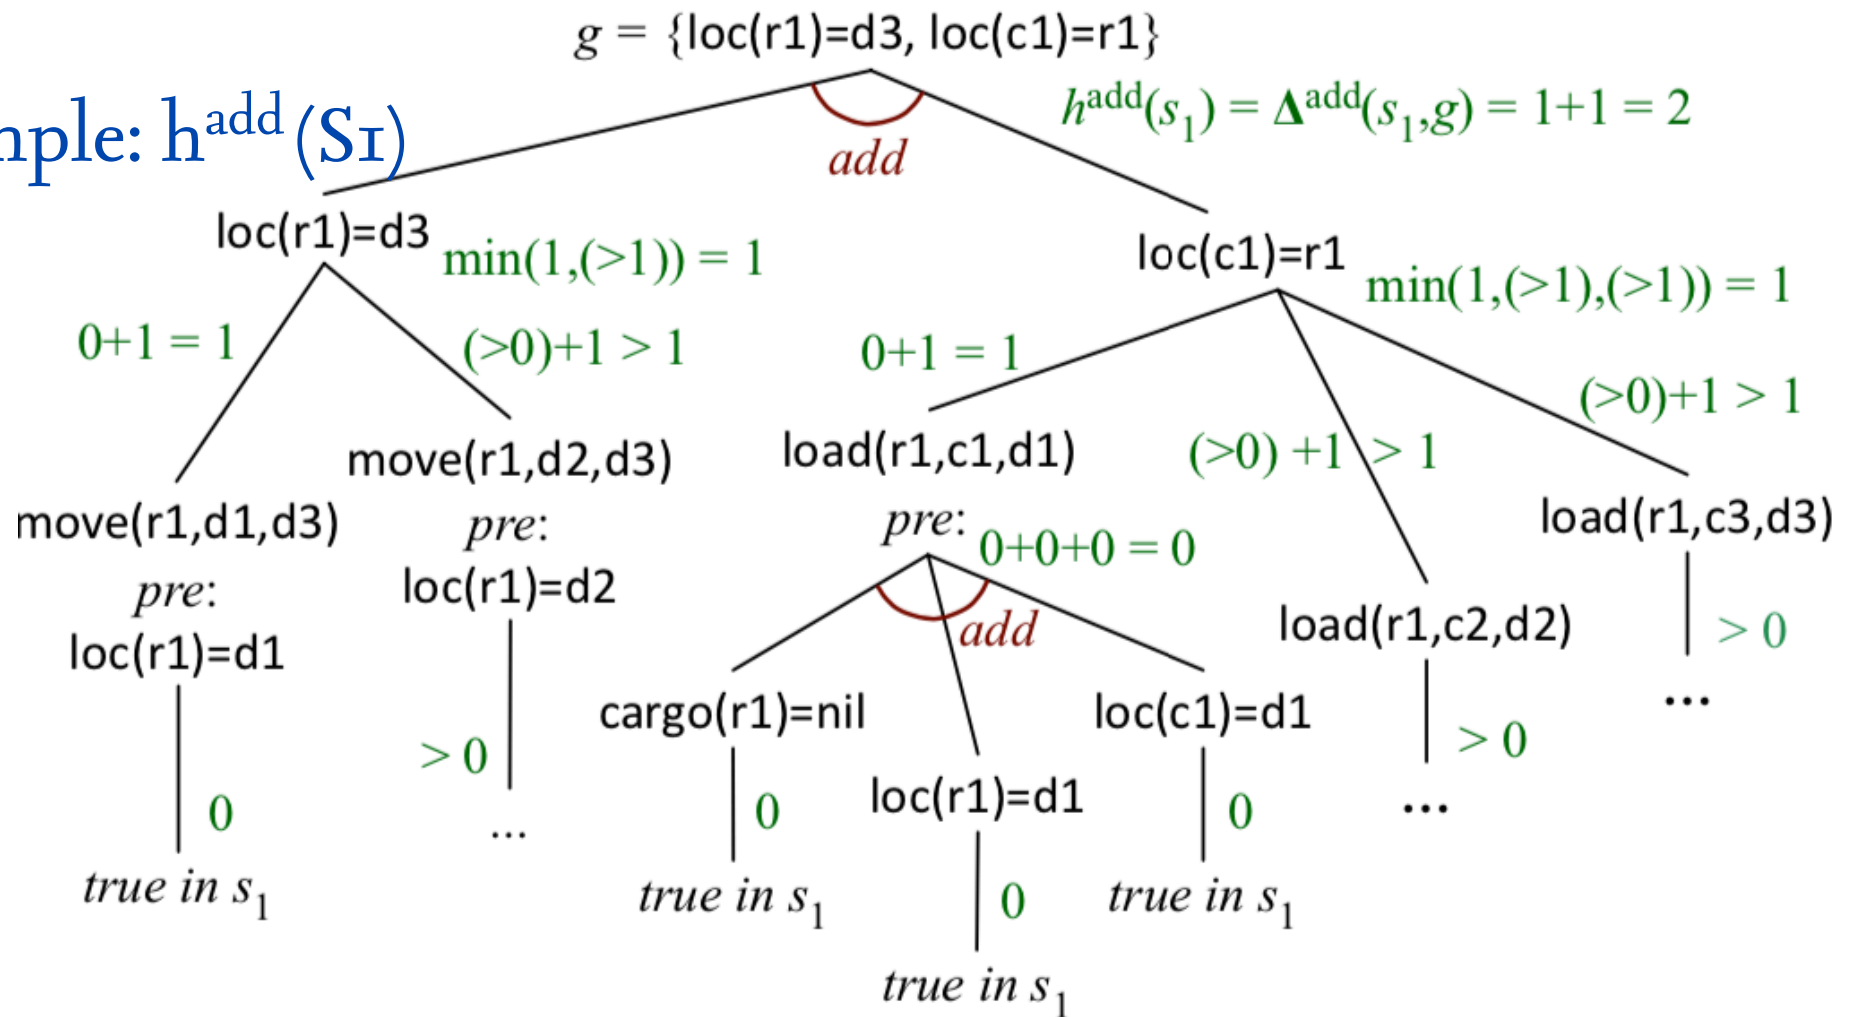 g = {loc(r1)=d3, loc(c1)=r1}
hᵃᵈᵈ(s₁) = Δᵃᵈᵈ(s₁,g) = 1+1 = 2
nple: hᵃᵈᵈ(S1)
add
loc(r1)=d3
min(1,(>1)) = 1
loc(c1)=r1
min(1,(>1),(>1)) = 1
0+1 = 1
(>0)+1 > 1
0+1 = 1
(>0)+1 > 1
move(r1,d2,d3)
load(r1,c1,d1)
(>0) +1 > 1
move(r1,d1,d3)
pre:
pre:
0+0+0 = 0
load(r1,c3,d3)
pre:
loc(r1)=d2
add
load(r1,c2,d2)
> 0
loc(r1)=d1
cargo(r1)=nil
loc(c1)=d1
...
> 0
> 0
0
0
loc(r1)=d1
0
...
...
true in s₁
true in s₁
0
true in s₁
true in s₁